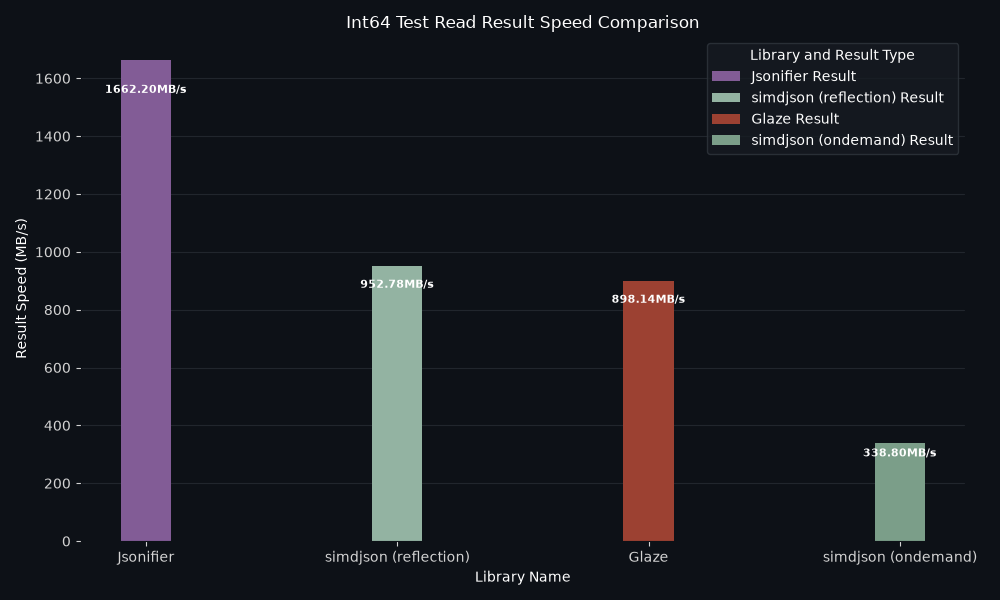 Int64 Test Read Result Speed Comparison
Library and Result Type
Jsonifier Result
simdjson (reflection) Result
Glaze Result
simdjson (ondemand) Result
Result Speed (MB/s)
1600
1400
1200
1000
800
600
400
200
0
1662.20MB/s
952.78MB/s
898.14MB/s
338.80MB/s
Jsonifier
simdjson (reflection)
Glaze
simdjson (ondemand)
Library Name